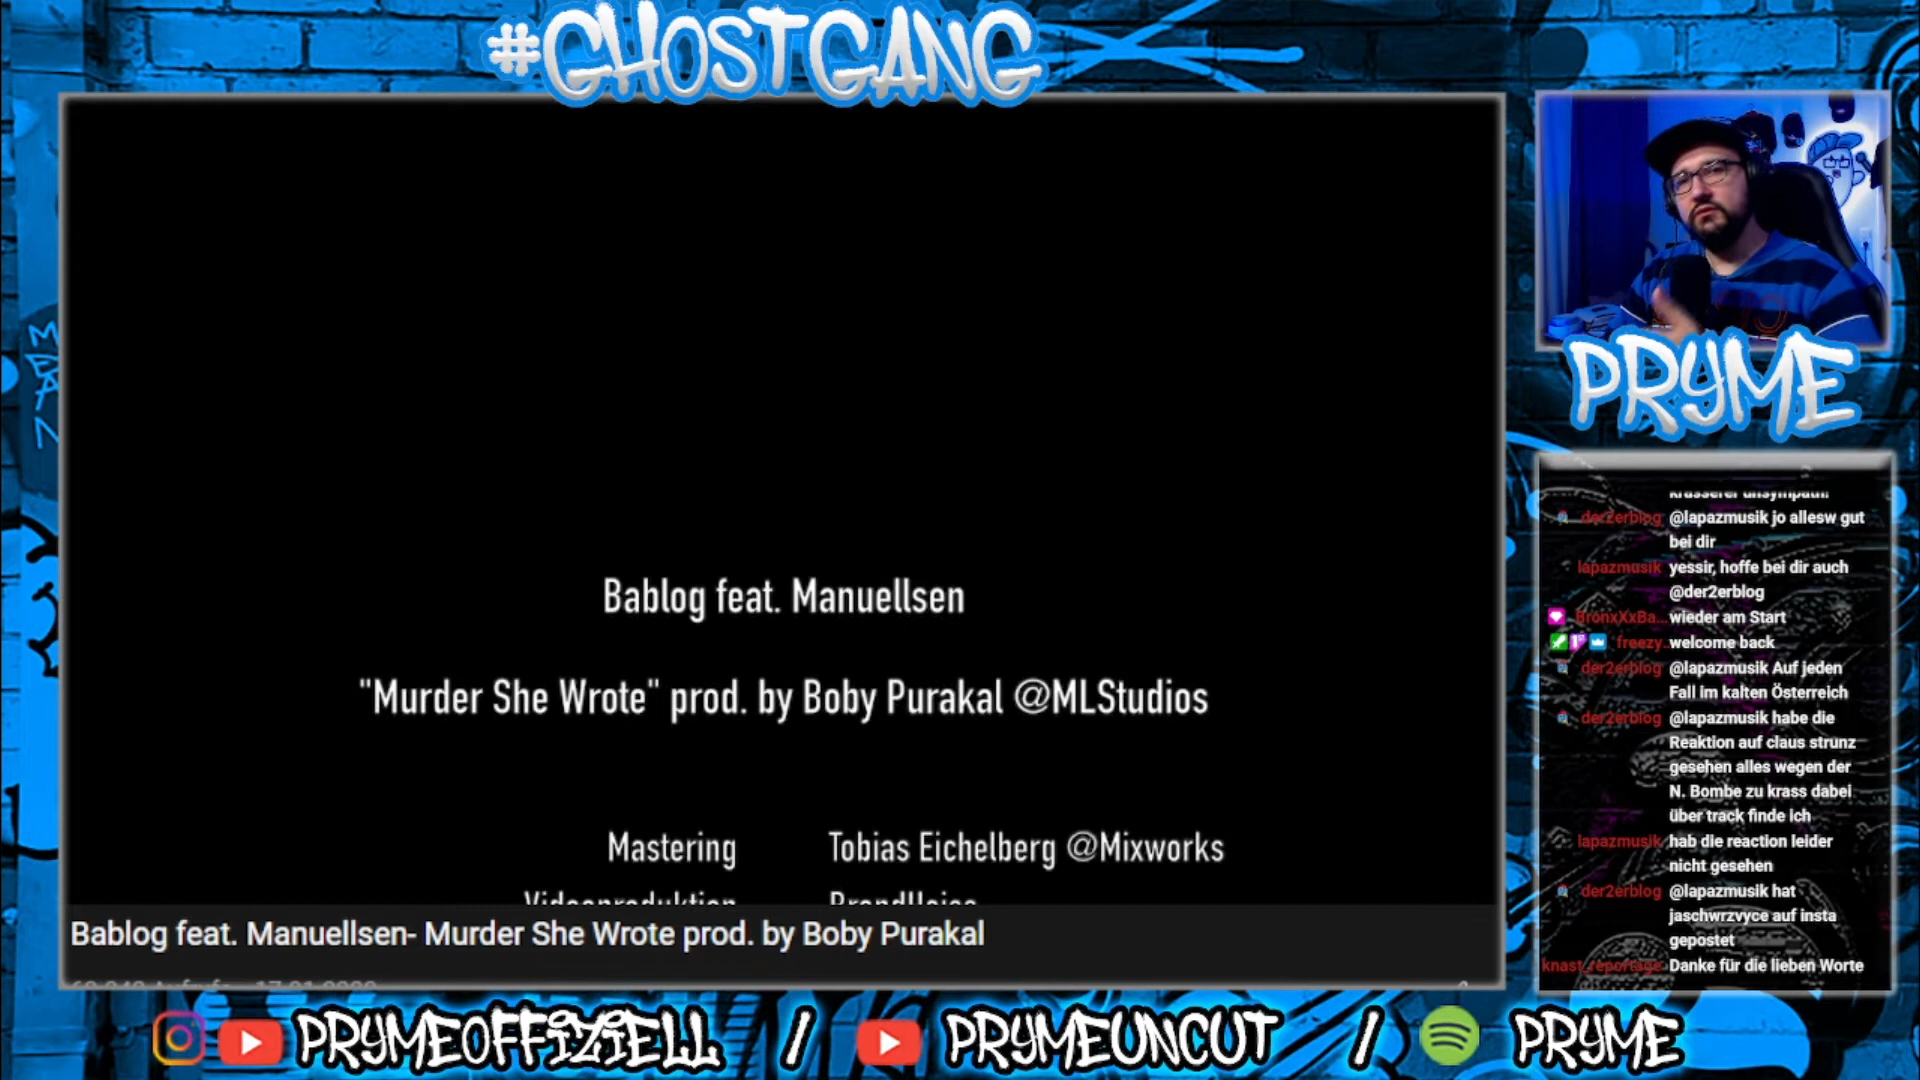 #GHOSTGANG
Bablog feat. Manuellsen
"Murder She Wrote" prod. by Boby Purakal @MLStudios
Mastering Tobias Eichelberg @Mixworks
Bablog feat. Manuellsen- Murder She Wrote prod. by Boby Purakal
PRYME
krasserer unsympath!
der2erblog @lapazmusik jo allesw gut
bei dir
lapazmusik yessir, hoffe bei dir auch
@der2erblog
BronxXxBa... wieder am Start
freezy... welcome back
der2erblog @lapazmusik Auf jeden
Fall im kalten Österreich
der2erblog @lapazmusik habe die
Reaktion auf claus strunz
gesehen alles wegen der
N. Bombe zu krass dabei
über track finde ich
lapazmusik hab die reaction leider
nicht gesehen
der2erblog @lapazmusik hat
jaschwrzvyce auf insta
gepostet
knast_reportage Danke für die lieben Worte
PRYMEOFFIZIELL / PRYMEUNCUT / PRYME